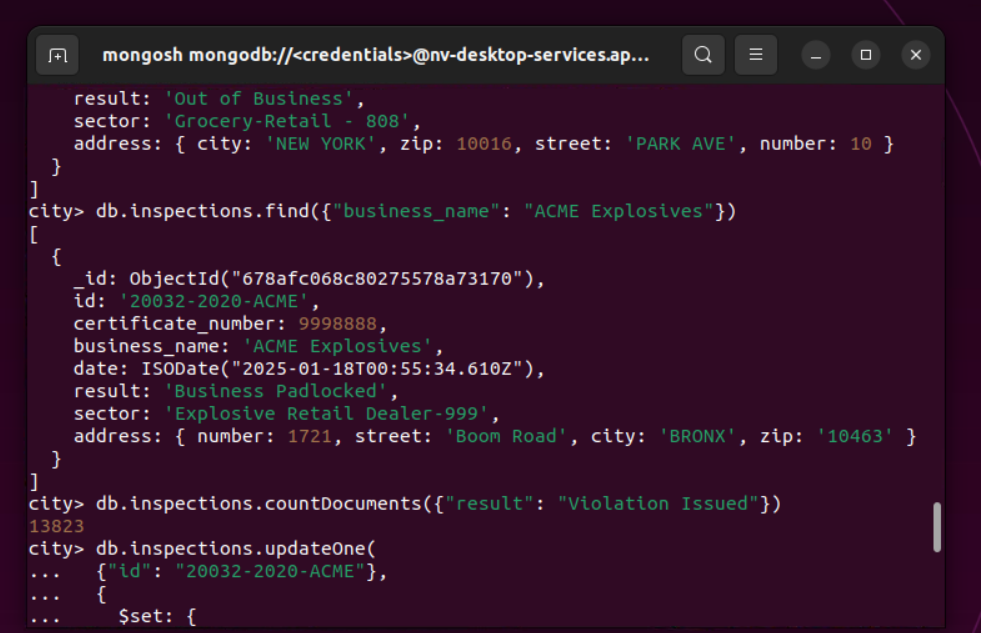 mongosh mongodb://<credentials>@nv-desktop-services.ap...
    result: 'Out of Business',
    sector: 'Grocery-Retail - 808',
    address: { city: 'NEW YORK', zip: 10016, street: 'PARK AVE', number: 10 }
  }
]
city> db.inspections.find({"business_name": "ACME Explosives"})
[
  {
    _id: ObjectId("678afc068c80275578a73170"),
    id: '20032-2020-ACME',
    certificate_number: 9998888,
    business_name: 'ACME Explosives',
    date: ISODate("2025-01-18T00:55:34.610Z"),
    result: 'Business Padlocked',
    sector: 'Explosive Retail Dealer-999',
    address: { number: 1721, street: 'Boom Road', city: 'BRONX', zip: '10463' }
  }
]
city> db.inspections.countDocuments({"result": "Violation Issued"})
13823
city> db.inspections.updateOne(
...   {"id": "20032-2020-ACME"},
...   {
...     $set: {